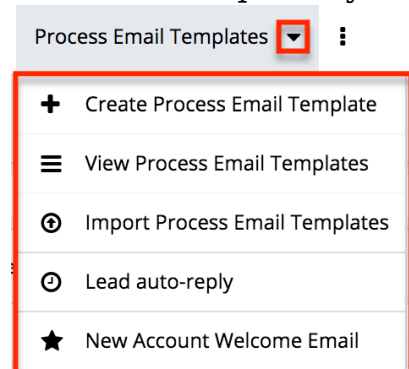 Process Email Templates
Create Process Email Template
View Process Email Templates
Import Process Email Templates
Lead auto-reply
New Account Welcome Email